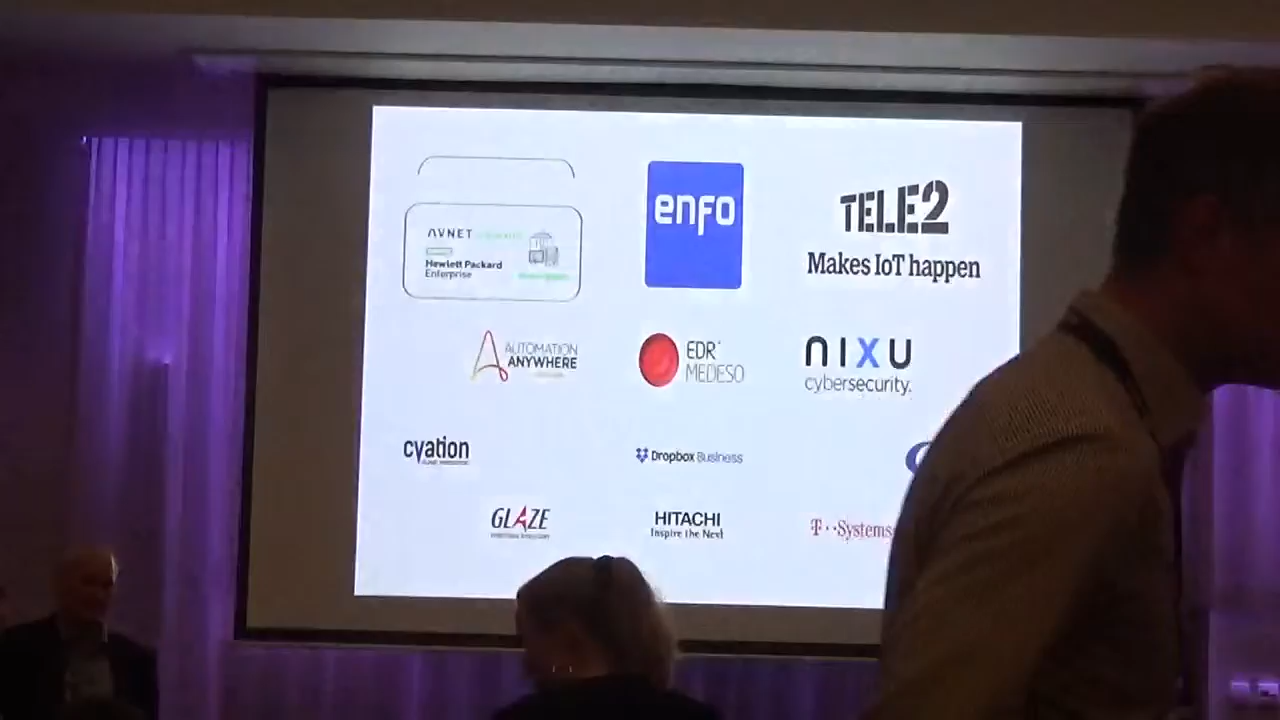 AVNET
Hewlett Packard
Enterprise
enfo
TELE2
Makes IoT happen
AUTOMATION
ANYWHERE
EDR
MEDESO
NIXU
cybersecurity.
cyation
Dropbox Business
GLAZE
HITACHI
Inspire the Next
T··Systems